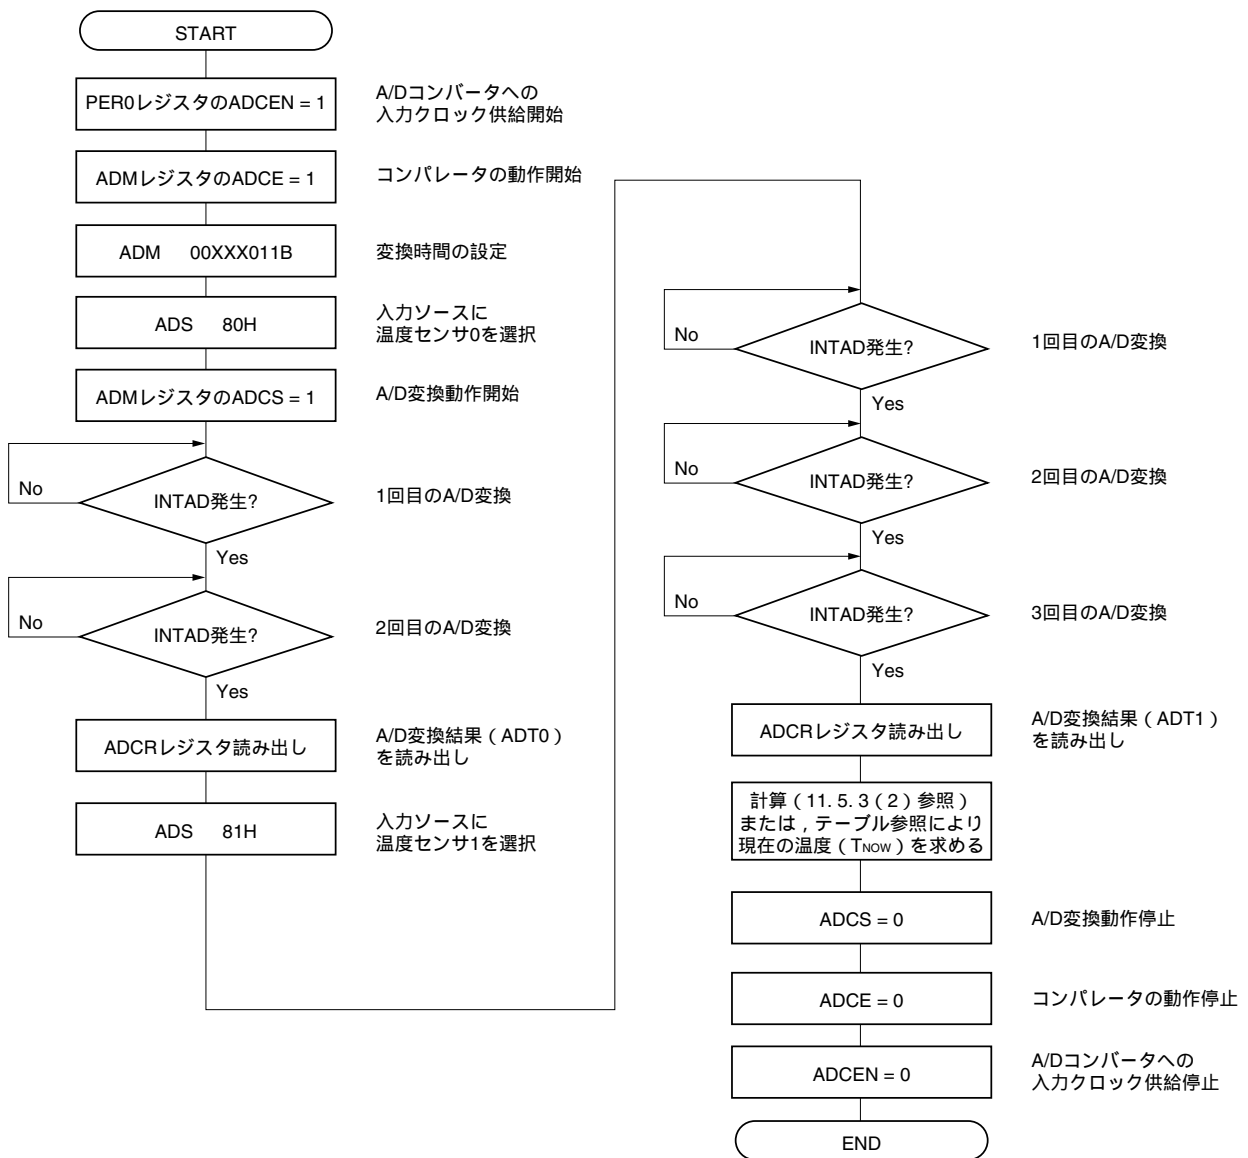 START
PER0レジスタのADCEN = 1
A/Dコンバータへの
入力クロック供給開始
ADMレジスタのADCE = 1
コンパレータの動作開始
ADM 00XXX011B
変換時間の設定
ADS 80H
入力ソースに
温度センサ0を選択
ADMレジスタのADCS = 1
A/D変換動作開始
No
INTAD発生?
1回目のA/D変換
Yes
No
INTAD発生?
2回目のA/D変換
Yes
ADCRレジスタ読み出し
A/D変換結果（ADT0）
を読み出し
ADS 81H
入力ソースに
温度センサ1を選択
No
INTAD発生?
1回目のA/D変換
Yes
No
INTAD発生?
2回目のA/D変換
Yes
No
INTAD発生?
3回目のA/D変換
Yes
ADCRレジスタ読み出し
A/D変換結果（ADT1）
を読み出し
計算（11. 5. 3（2）参照）
または，テーブル参照により
現在の温度（TNOW）を求める
ADCS = 0
A/D変換動作停止
ADCE = 0
コンパレータの動作停止
ADCEN = 0
A/Dコンバータへの
入力クロック供給停止
END